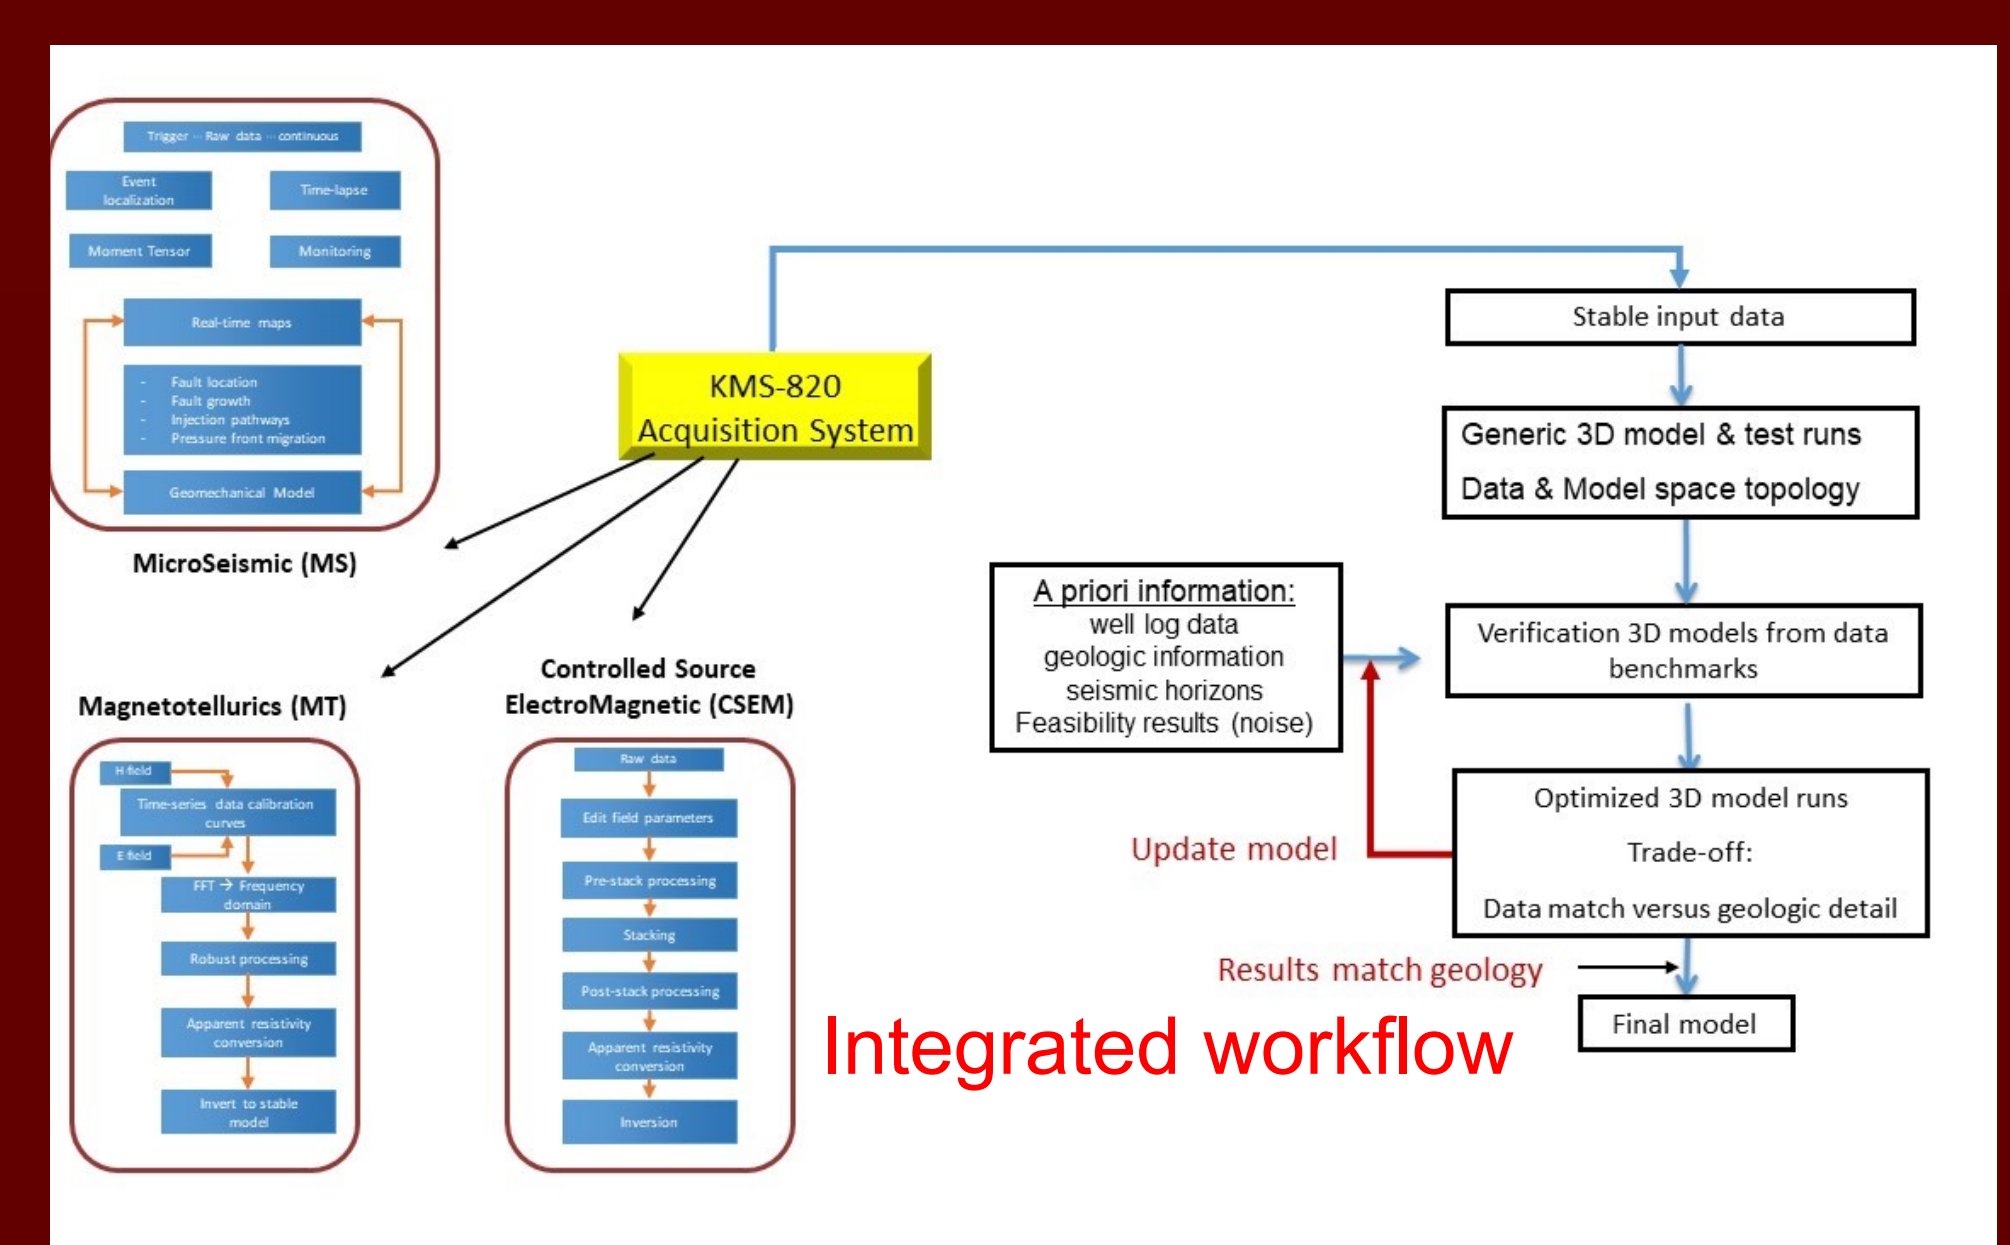 Trigger -- Raw data -- continuous
Event
localization
Time-lapse
Moment Tensor
Monitoring
Real-time maps
- Fault location
- Fault growth
- Injection pathways
- Pressure front migration
Geomechanical Model
MicroSeismic (MS)
KMS-820
Acquisition System
Magnetotellurics (MT)
H-field
Time-series data calibration
curves
E-field
FFT → Frequency
domain
Robust processing
Apparent resistivity
conversion
Invert to stable
model
Controlled Source
ElectroMagnetic (CSEM)
Raw data
Edit field parameters
Pre-stack processing
Stacking
Post-stack processing
Apparent resistivity
conversion
Inversion
Stable input data
Generic 3D model & test runs
Data & Model space topology
A priori information:
well log data
geologic information
seismic horizons
Feasibility results (noise)
Verification 3D models from data
benchmarks
Optimized 3D model runs
Trade-off:
Data match versus geologic detail
Update model
Results match geology
Final model
Integrated workflow